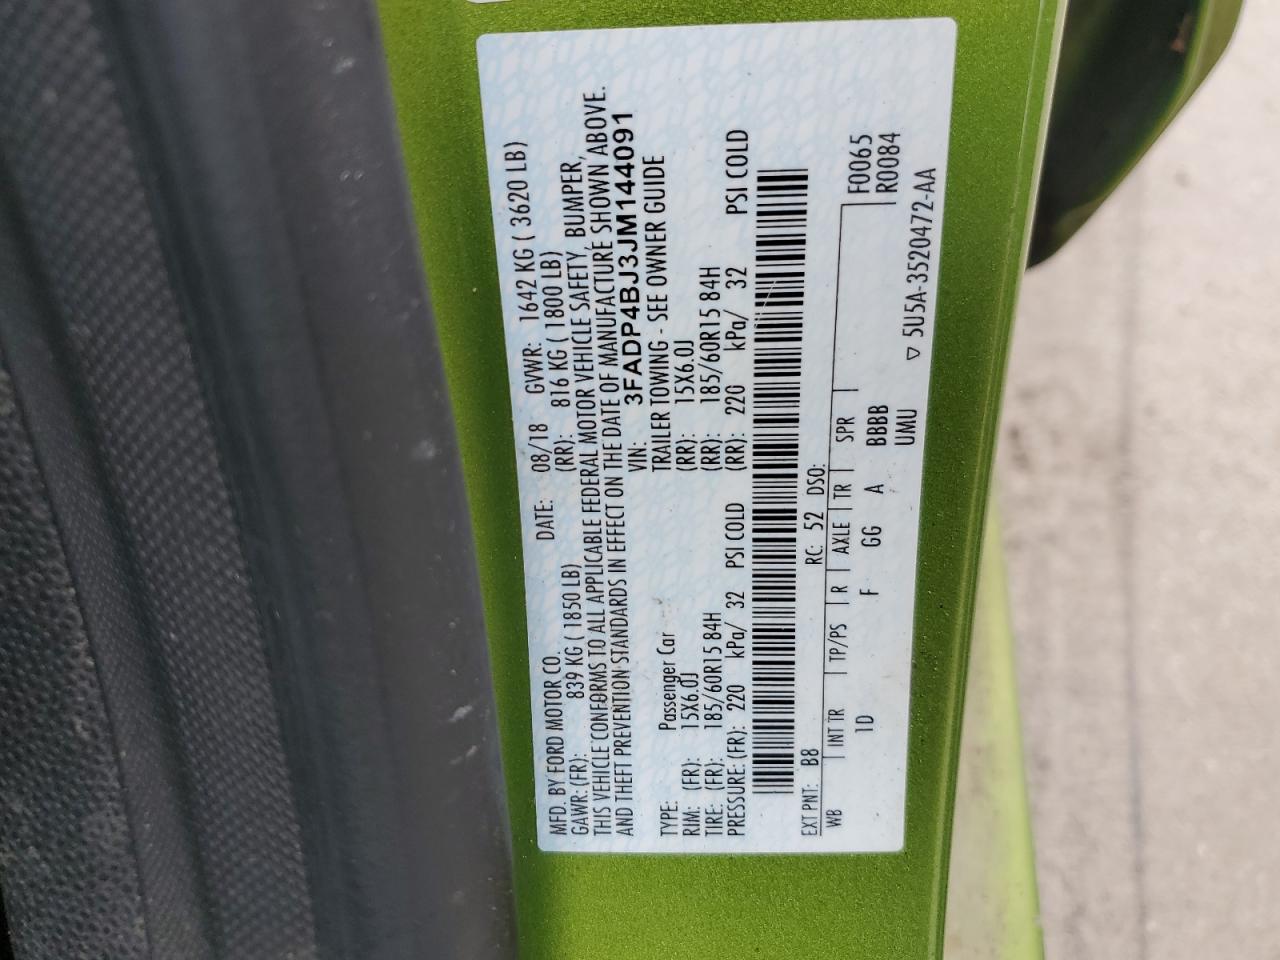 MFD. BY FORD MOTOR CO.
DATE: 08/18 GVWR: 1642 KG ( 3620 LB)
GAWR: (FR): 839 KG ( 1850 LB) (RR): 816 KG ( 1800 LB)
THIS VEHICLE CONFORMS TO ALL APPLICABLE FEDERAL MOTOR VEHICLE SAFETY, BUMPER,
AND THEFT PREVENTION STANDARDS IN EFFECT ON THE DATE OF MANUFACTURE SHOWN ABOVE.
VIN: 3FADP4BJ3JM144091
TYPE: Passenger Car TRAILER TOWING - SEE OWNER GUIDE
RIM: (FR): 15X6.0J (RR): 15X6.0J
TIRE: (FR): 185/60R15 84H (RR): 185/60R15 84H
PRESSURE: (FR): 220 kPa/ 32 PSI COLD (RR): 220 kPa/ 32 PSI COLD
EXT PNT: B8 RC: 52 DSO:
WB INT TR TP/PS R AXLE TR SPR F0065
1D F GG A BBBB R0084
UMU
▽ 5U5A-3520472-AA